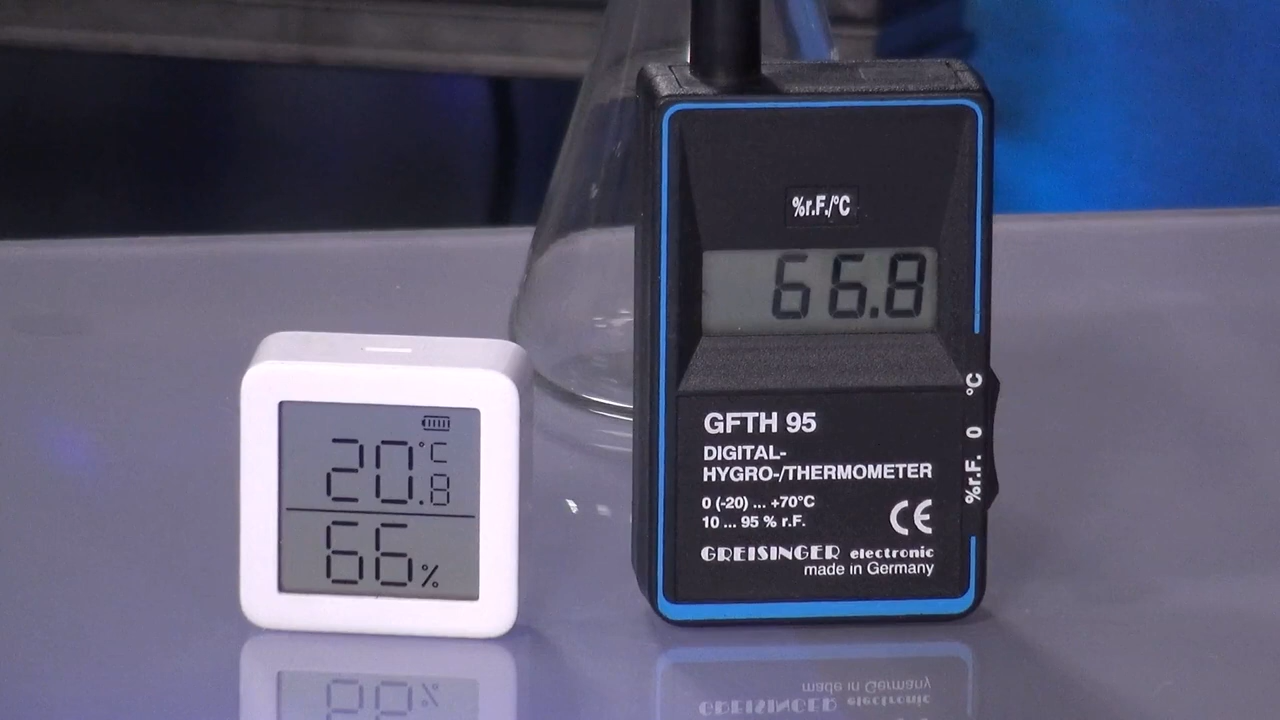 20.8 °C
66%
%r.F./°C
66.8
°C
0
%r.F.
GFTH 95
DIGITAL-
HYGRO-/THERMOMETER
0 (-20) ... +70°C
10 ... 95 % r.F.
CE
GREISINGER electronic
made in Germany